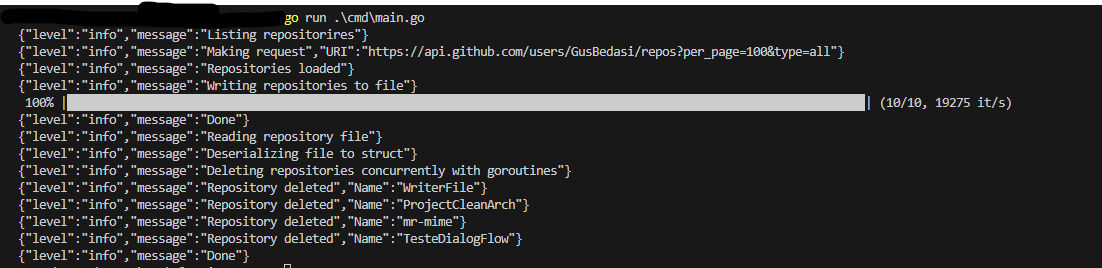 go run .\cmd\main.go
{"level":"info","message":"Listing repositorires"}
{"level":"info","message":"Making request","URI":"https://api.github.com/users/GusBedasi/repos?per_page=100&type=all"}
{"level":"info","message":"Repositories loaded"}
{"level":"info","message":"Writing repositories to file"}
100% | | (10/10, 19275 it/s)
{"level":"info","message":"Done"}
{"level":"info","message":"Reading repository file"}
{"level":"info","message":"Deserializing file to struct"}
{"level":"info","message":"Deleting repositories concurrently with goroutines"}
{"level":"info","message":"Repository deleted","Name":"WriterFile"}
{"level":"info","message":"Repository deleted","Name":"ProjectCleanArch"}
{"level":"info","message":"Repository deleted","Name":"mr-mime"}
{"level":"info","message":"Repository deleted","Name":"TesteDialogFlow"}
{"level":"info","message":"Done"}